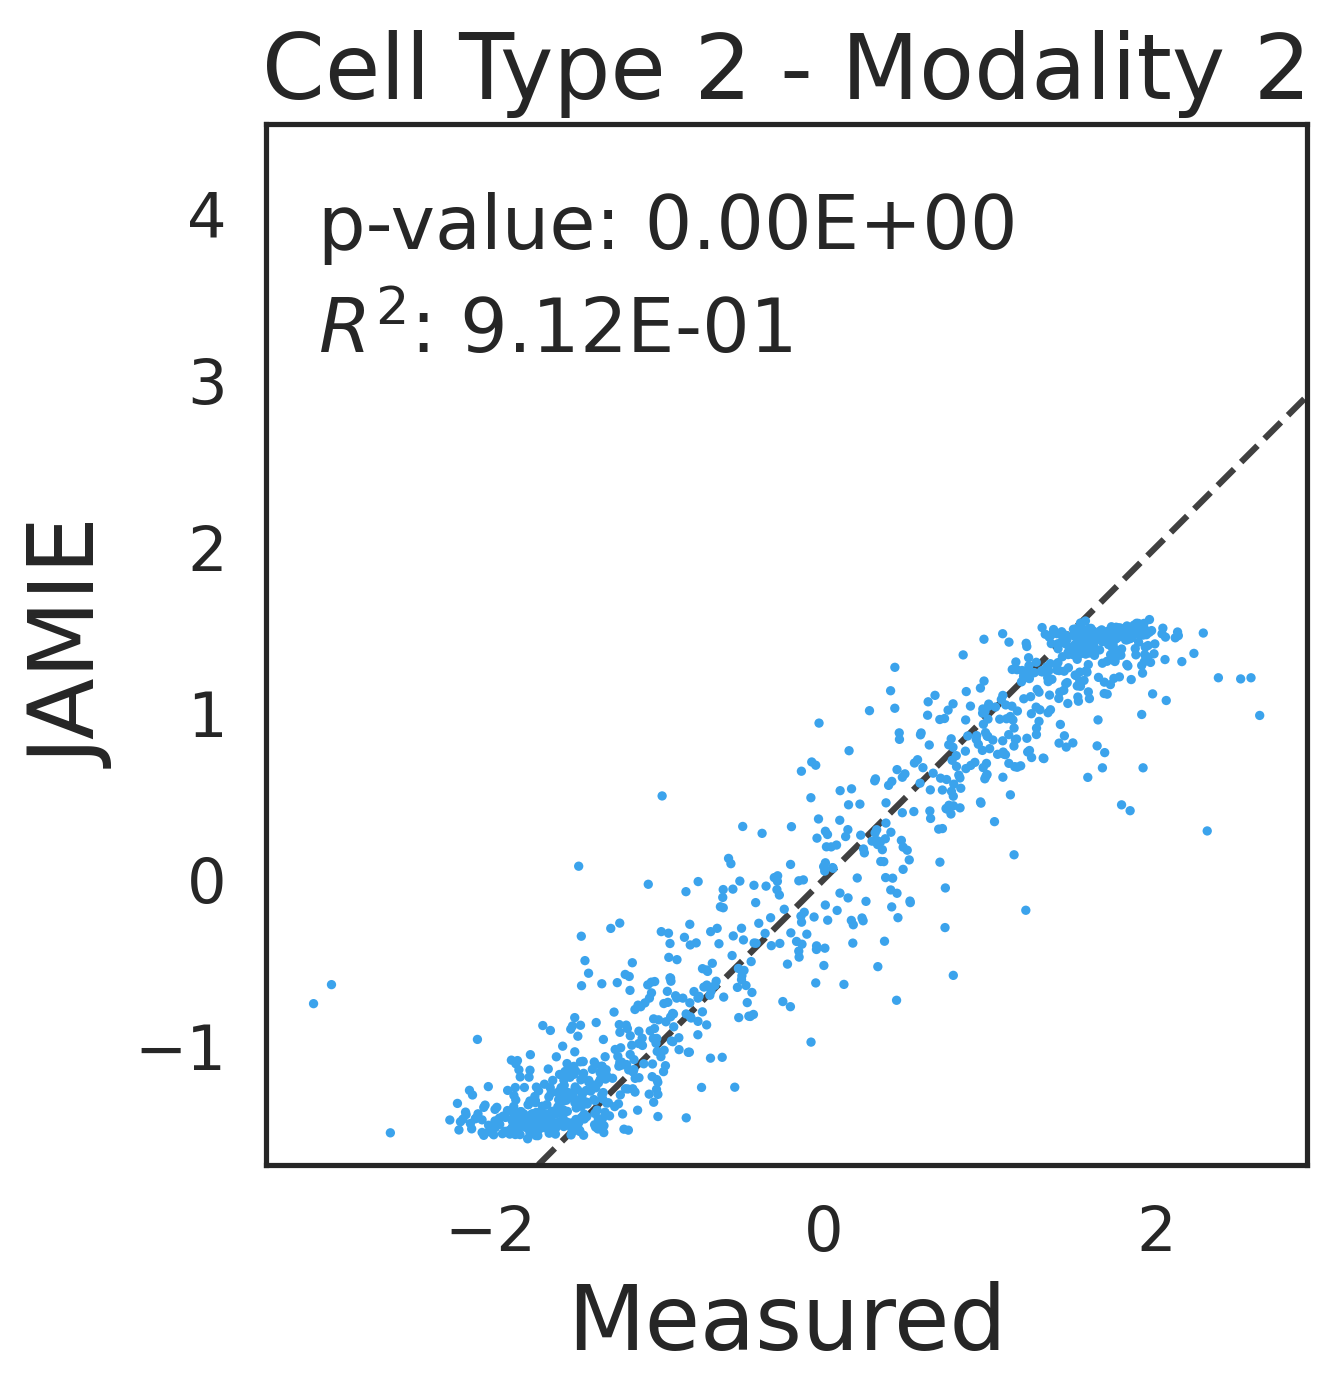 Cell Type 2 - Modality 2
p-value: 0.00E+00
R²: 9.12E-01
4
3
2
1
0
−1
JAMIE
−2 0 2
Measured